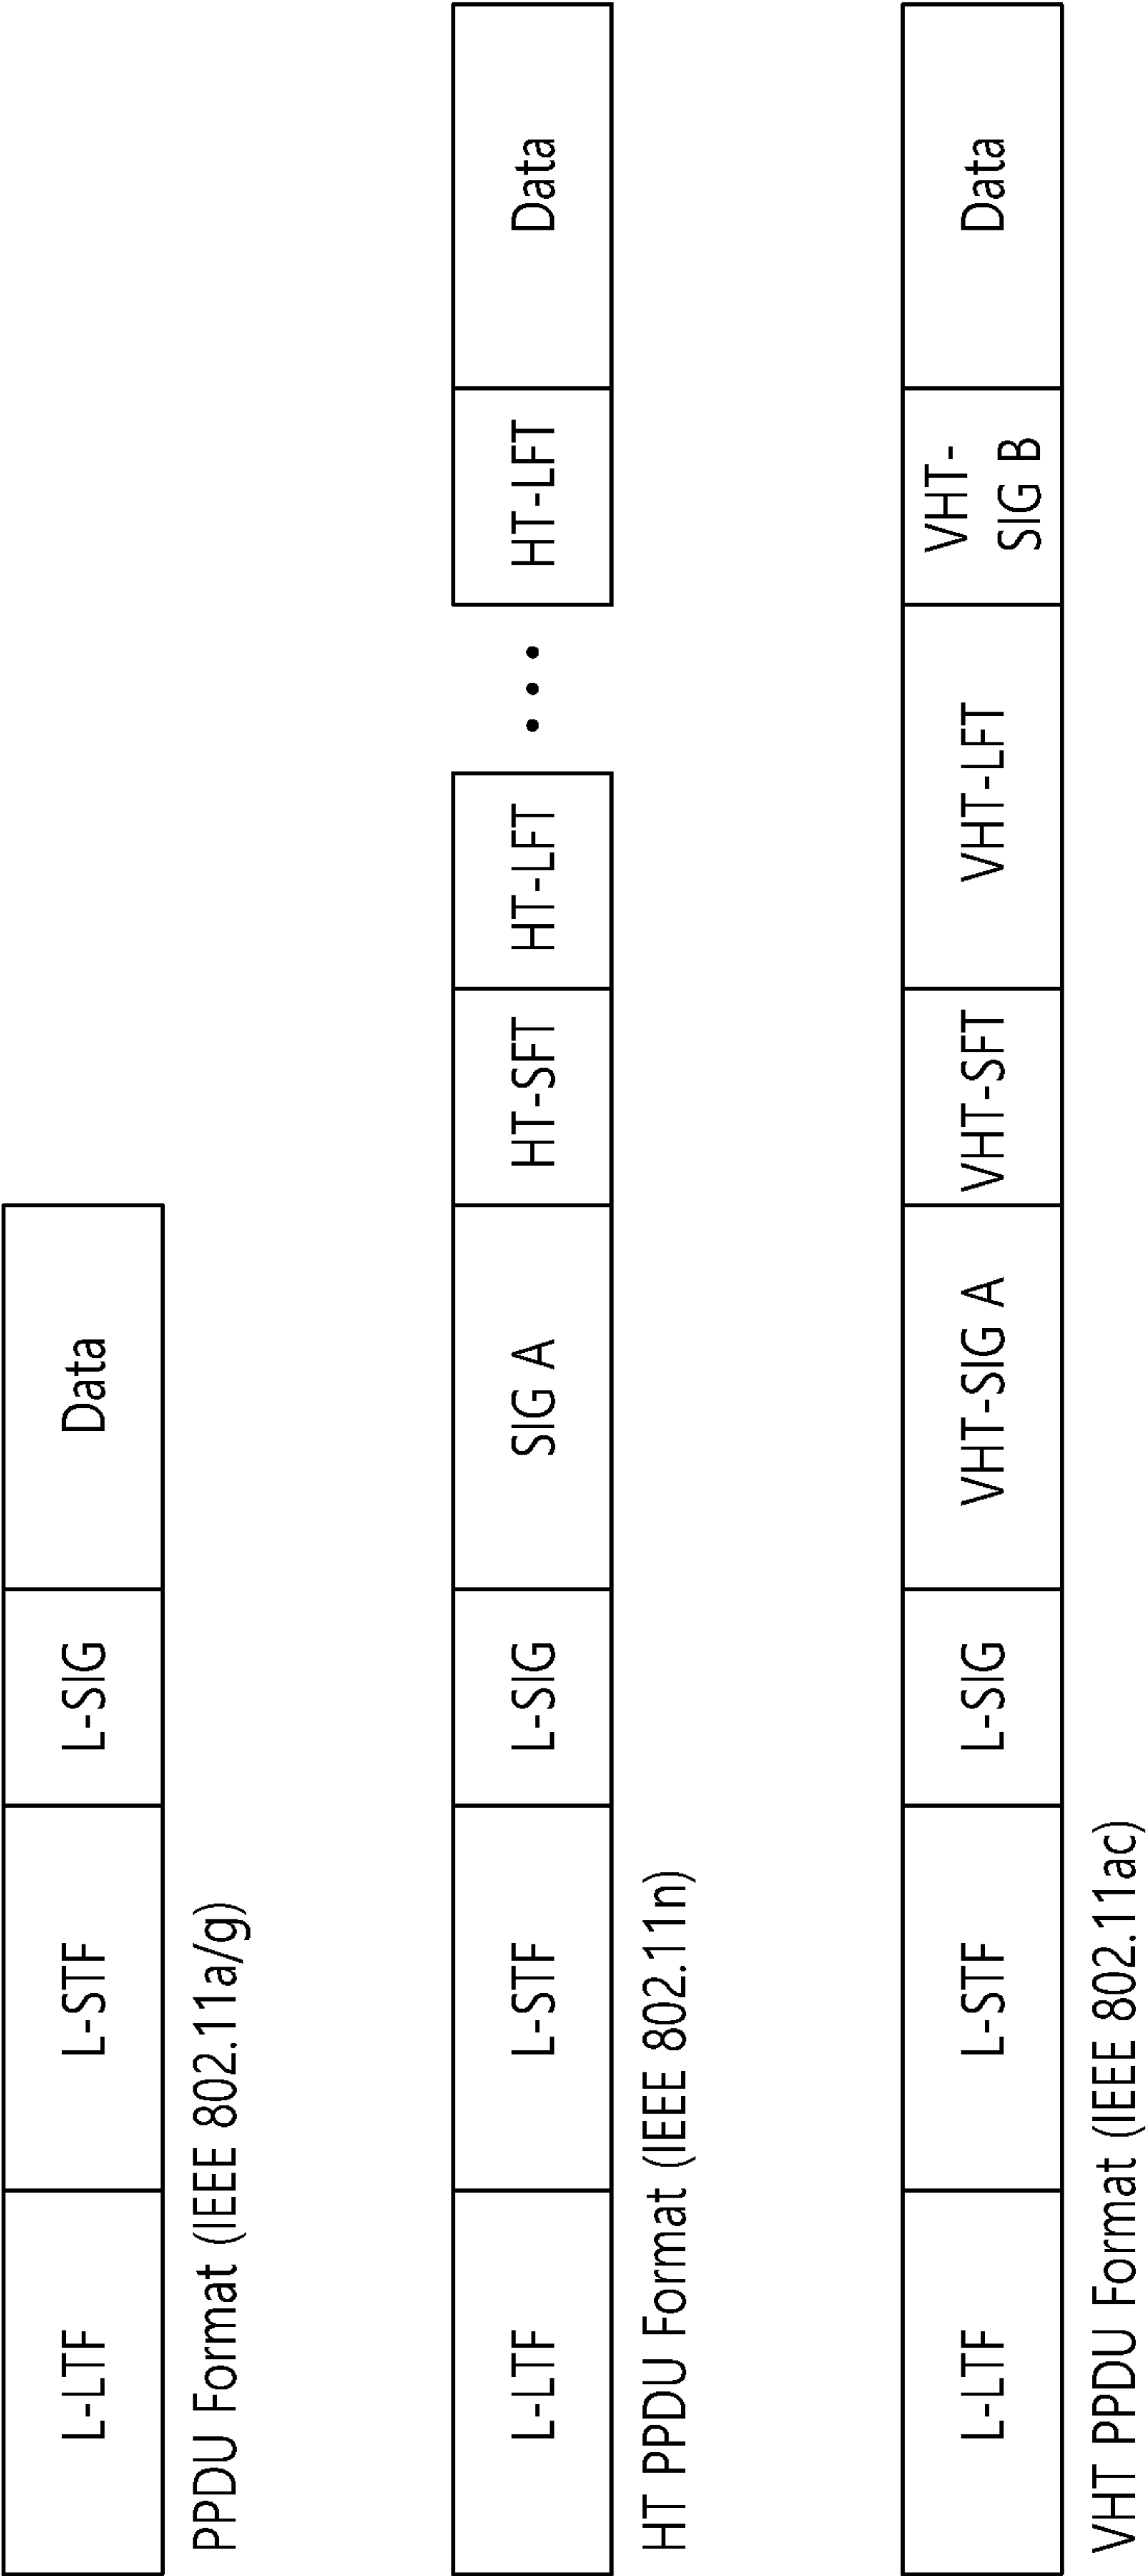 L-LTF
L-STF
L-SIG
Data
PPDU Format (IEEE 802.11a/g)
L-LTF
L-STF
L-SIG
SIG A
HT-SFT
HT-LFT
• • •
HT-LFT
Data
HT PPDU Format (IEEE 802.11n)
L-LTF
L-STF
L-SIG
VHT-SIG A
VHT-SFT
VHT-LFT
VHT-
SIG B
Data
VHT PPDU Format (IEEE 802.11ac)